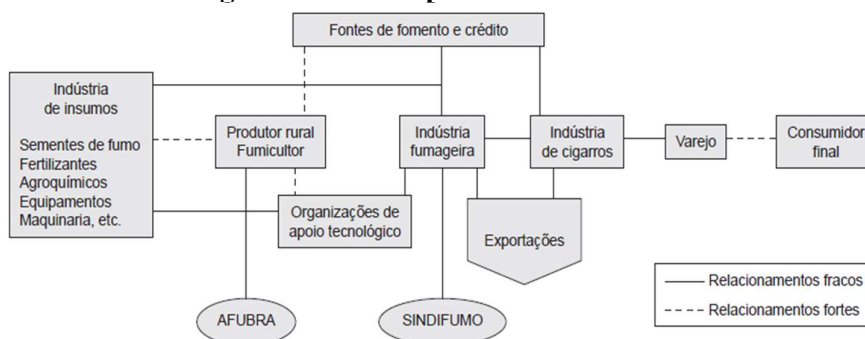 Fontes de fomento e crédito
Indústria
de insumos
Sementes de fumo
Fertilizantes
Agroquímicos
Equipamentos
Maquinaria, etc.
Produtor rural
Fumicultor
Indústria
fumageira
Indústria
de cigarros
Varejo
Consumidor
final
Organizações de
apoio tecnológico
Exportações
Relacionamentos fracos
Relacionamentos fortes
AFUBRA
SINDIFUMO